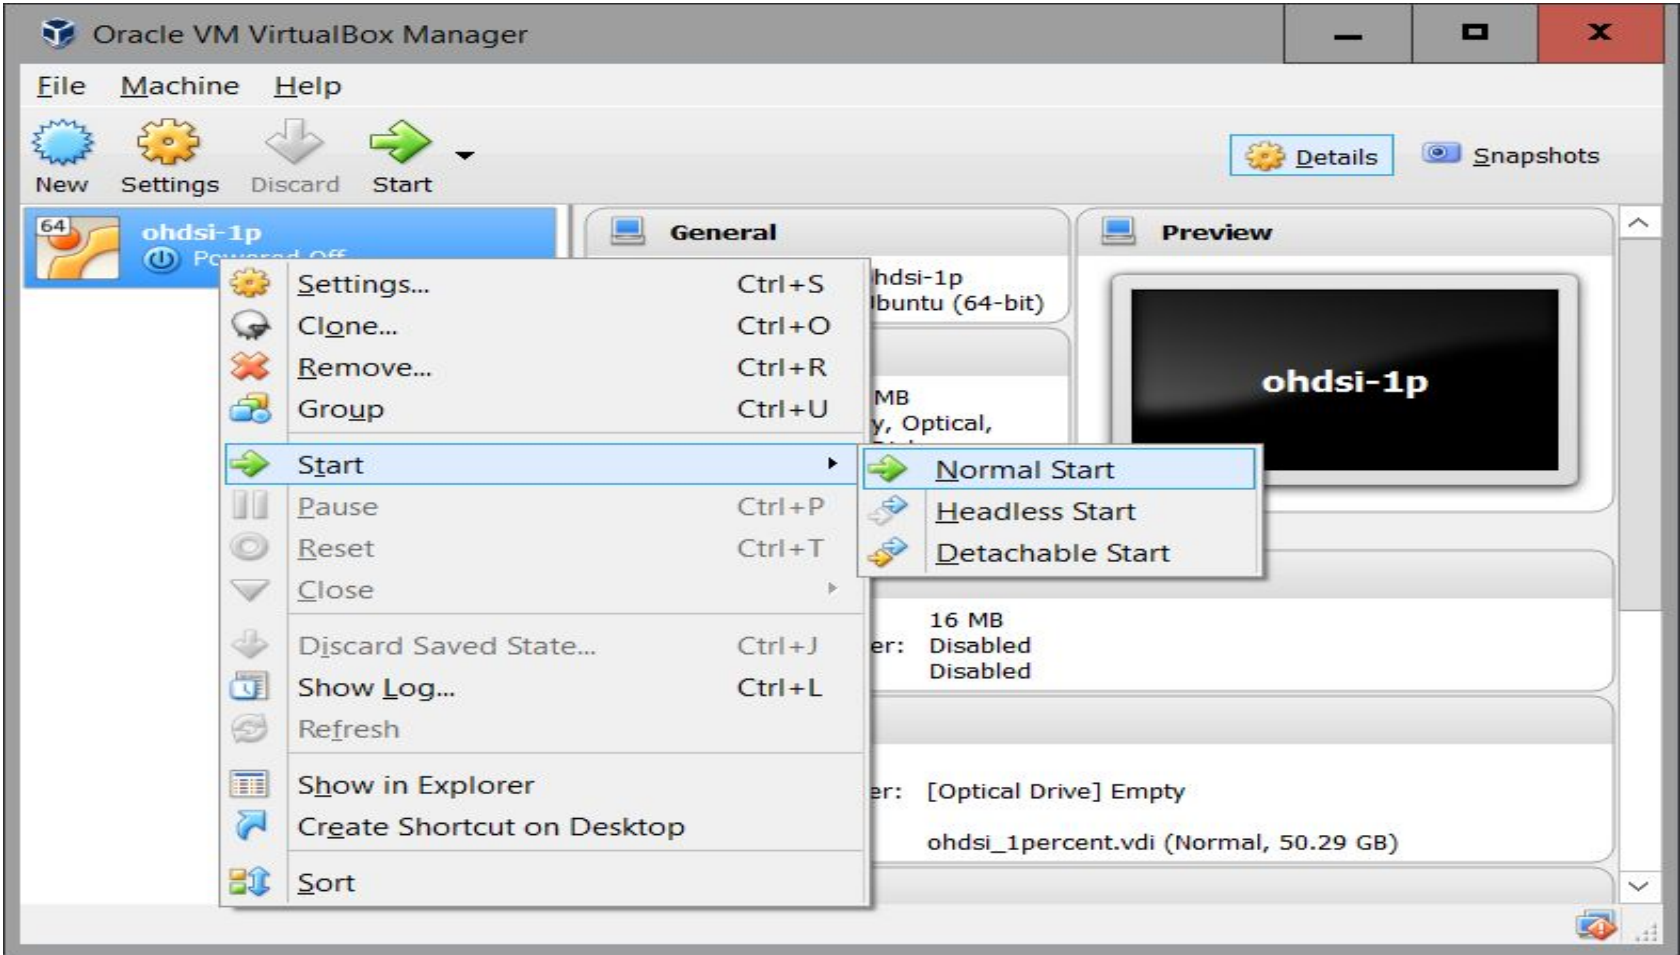 Oracle VM VirtualBox Manager
File Machine Help
New Settings Discard Start
Details Snapshots
64
ohdsi-1p
Powered Off
General
Preview
ohdsi-1p
Settings... Ctrl+S
Clone... Ctrl+O
Remove... Ctrl+R
Group Ctrl+U
Start
Pause Ctrl+P
Reset Ctrl+T
Close
Discard Saved State... Ctrl+J
Show Log... Ctrl+L
Refresh
Show in Explorer
Create Shortcut on Desktop
Sort
Normal Start
Headless Start
Detachable Start
hdsi-1p
buntu (64-bit)
MB
y, Optical,
16 MB
er: Disabled
Disabled
er: [Optical Drive] Empty
ohdsi_1percent.vdi (Normal, 50.29 GB)